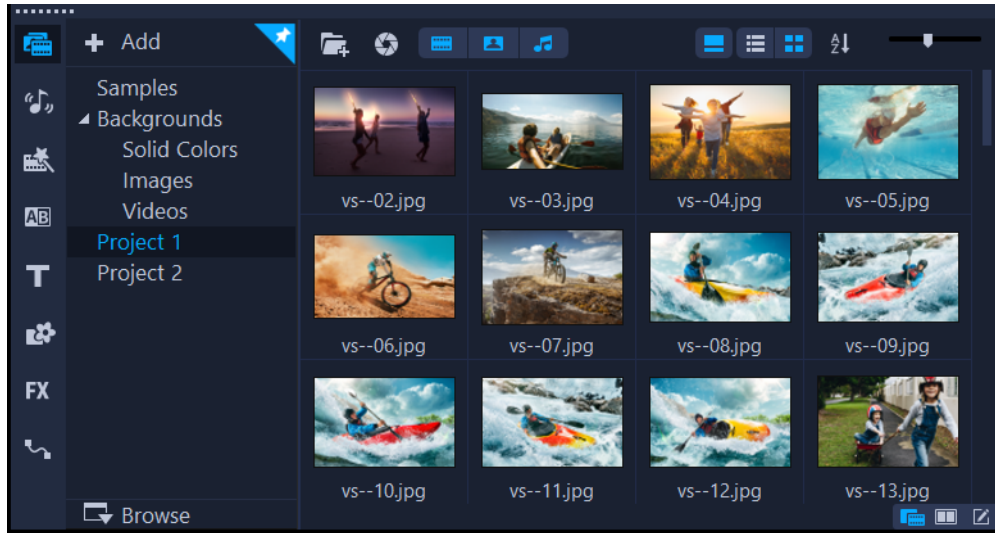 Add
Samples
Backgrounds
Solid Colors
Images
Videos
Project 1
Project 2
Browse
AB
T
FX
A
Z
vs--02.jpg
vs--03.jpg
vs--04.jpg
vs--05.jpg
vs--06.jpg
vs--07.jpg
vs--08.jpg
vs--09.jpg
vs--10.jpg
vs--11.jpg
vs--12.jpg
vs--13.jpg